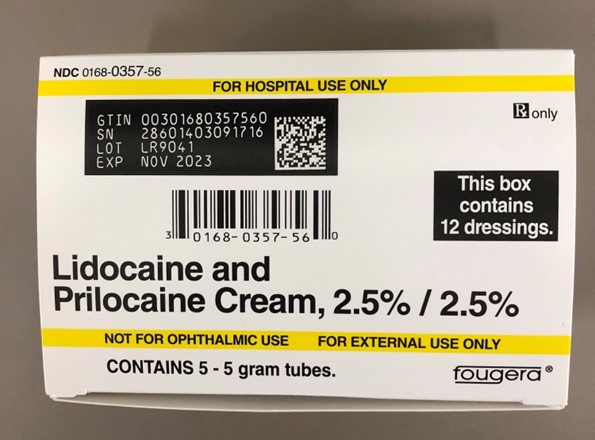 NDC 0168-0357-56
FOR HOSPITAL USE ONLY
GTIN 00301680357560
SN 28601403091716
LOT LR9041
EXP NOV 2023
Rx only
This box
contains
12 dressings.
3 0168-0357-56 0
Lidocaine and
Prilocaine Cream, 2.5% / 2.5%
NOT FOR OPHTHALMIC USE FOR EXTERNAL USE ONLY
CONTAINS 5 - 5 gram tubes.
fougera®